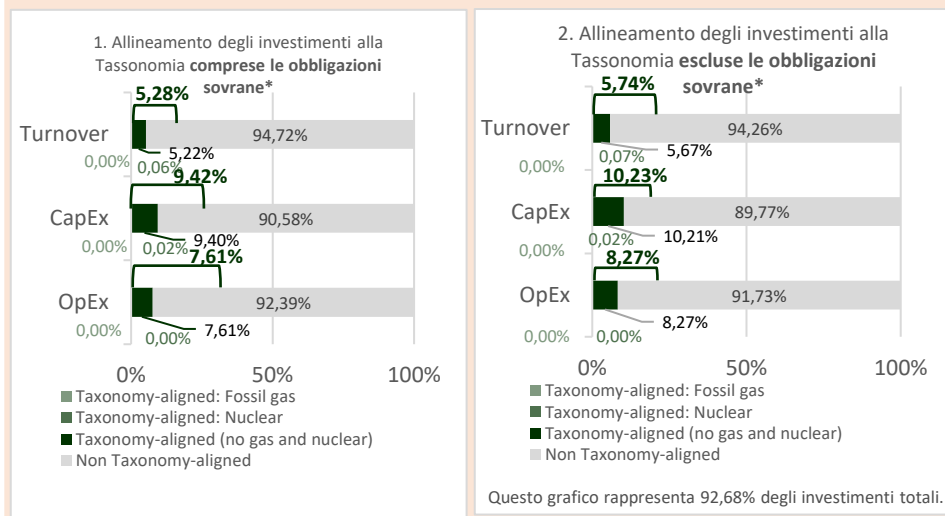 1. Allineamento degli investimenti alla
Tassonomia comprese le obbligazioni
sovrane*
5,28%
Turnover
94,72%
5,22%
0,00%
0,06%
9,42%
CapEx
90,58%
9,40%
0,00%
0,02%
7,61%
OpEx
92,39%
7,61%
0,00%
0,00%
0%
50%
100%
Taxonomy-aligned: Fossil gas
Taxonomy-aligned: Nuclear
Taxonomy-aligned (no gas and nuclear)
Non Taxonomy-aligned
2. Allineamento degli investimenti alla
Tassonomia escluse le obbligazioni
sovrane*
5,74%
Turnover
94,26%
5,67%
0,00%
0,07%
10,23%
CapEx
89,77%
10,21%
0,00%
0,02%
8,27%
OpEx
91,73%
8,27%
0,00%
0,00%
0%
50%
100%
Taxonomy-aligned: Fossil gas
Taxonomy-aligned: Nuclear
Taxonomy-aligned (no gas and nuclear)
Non Taxonomy-aligned
Questo grafico rappresenta 92,68% degli investimenti totali.